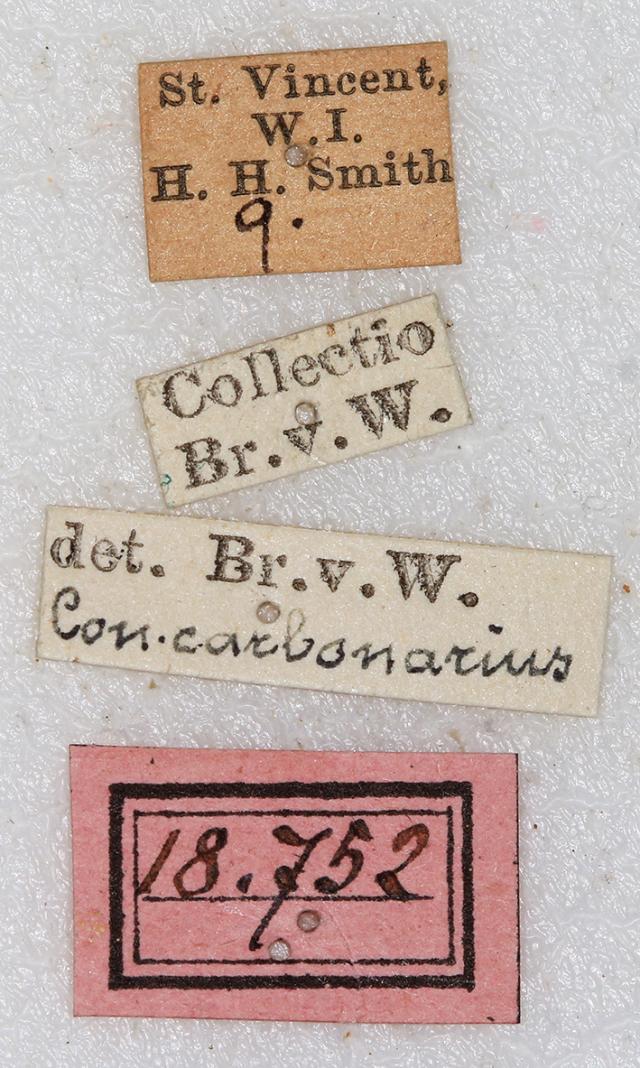 St. Vincent,
W.I.
H. H. Smith
9.
Collectio
Br.v.W.
det. Br.v.W.
Con.carbonarius
18.752